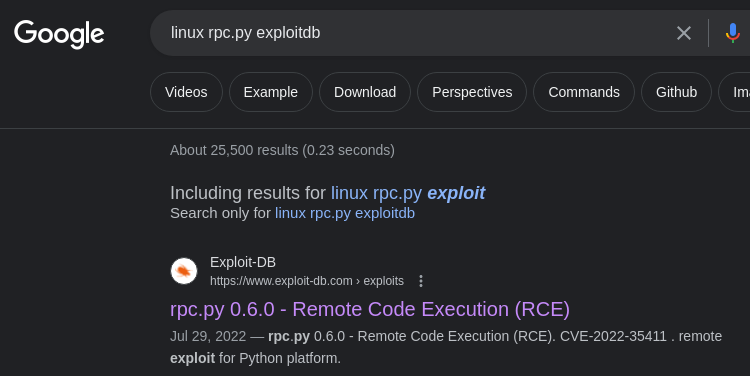 Google
linux rpc.py exploitdb
Videos Example Download Perspectives Commands Github
About 25,500 results (0.23 seconds)
Including results for linux rpc.py exploit
Search only for linux rpc.py exploitdb
Exploit-DB
https://www.exploit-db.com › exploits
rpc.py 0.6.0 - Remote Code Execution (RCE)
Jul 29, 2022 — rpc.py 0.6.0 - Remote Code Execution (RCE). CVE-2022-35411 . remote
exploit for Python platform.